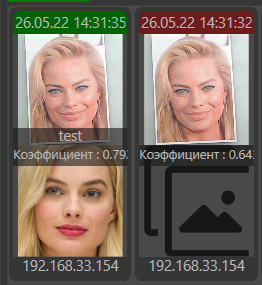 26.05.22 14:31:35
test
Коэффициент : 0.79
192.168.33.154
26.05.22 14:31:32
Коэффициент : 0.64
192.168.33.154